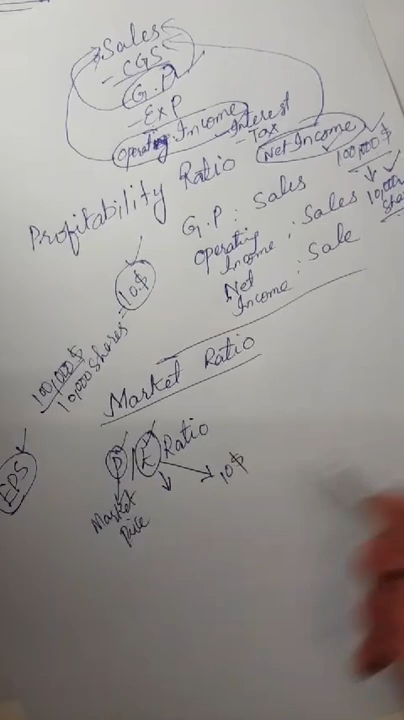 Sales
- CGS
G.P
- Exp
Operating Income
- Interest
- Tax
Net Income
100,000 $
10,000 Shares
Profitability Ratio
G.P : Sales
Operating Income : Sales
Net Income : Sale
100,000 $
10,000 Shares = 10 $
EPS
Market Ratio
P/E Ratio
10 $
Market
Price